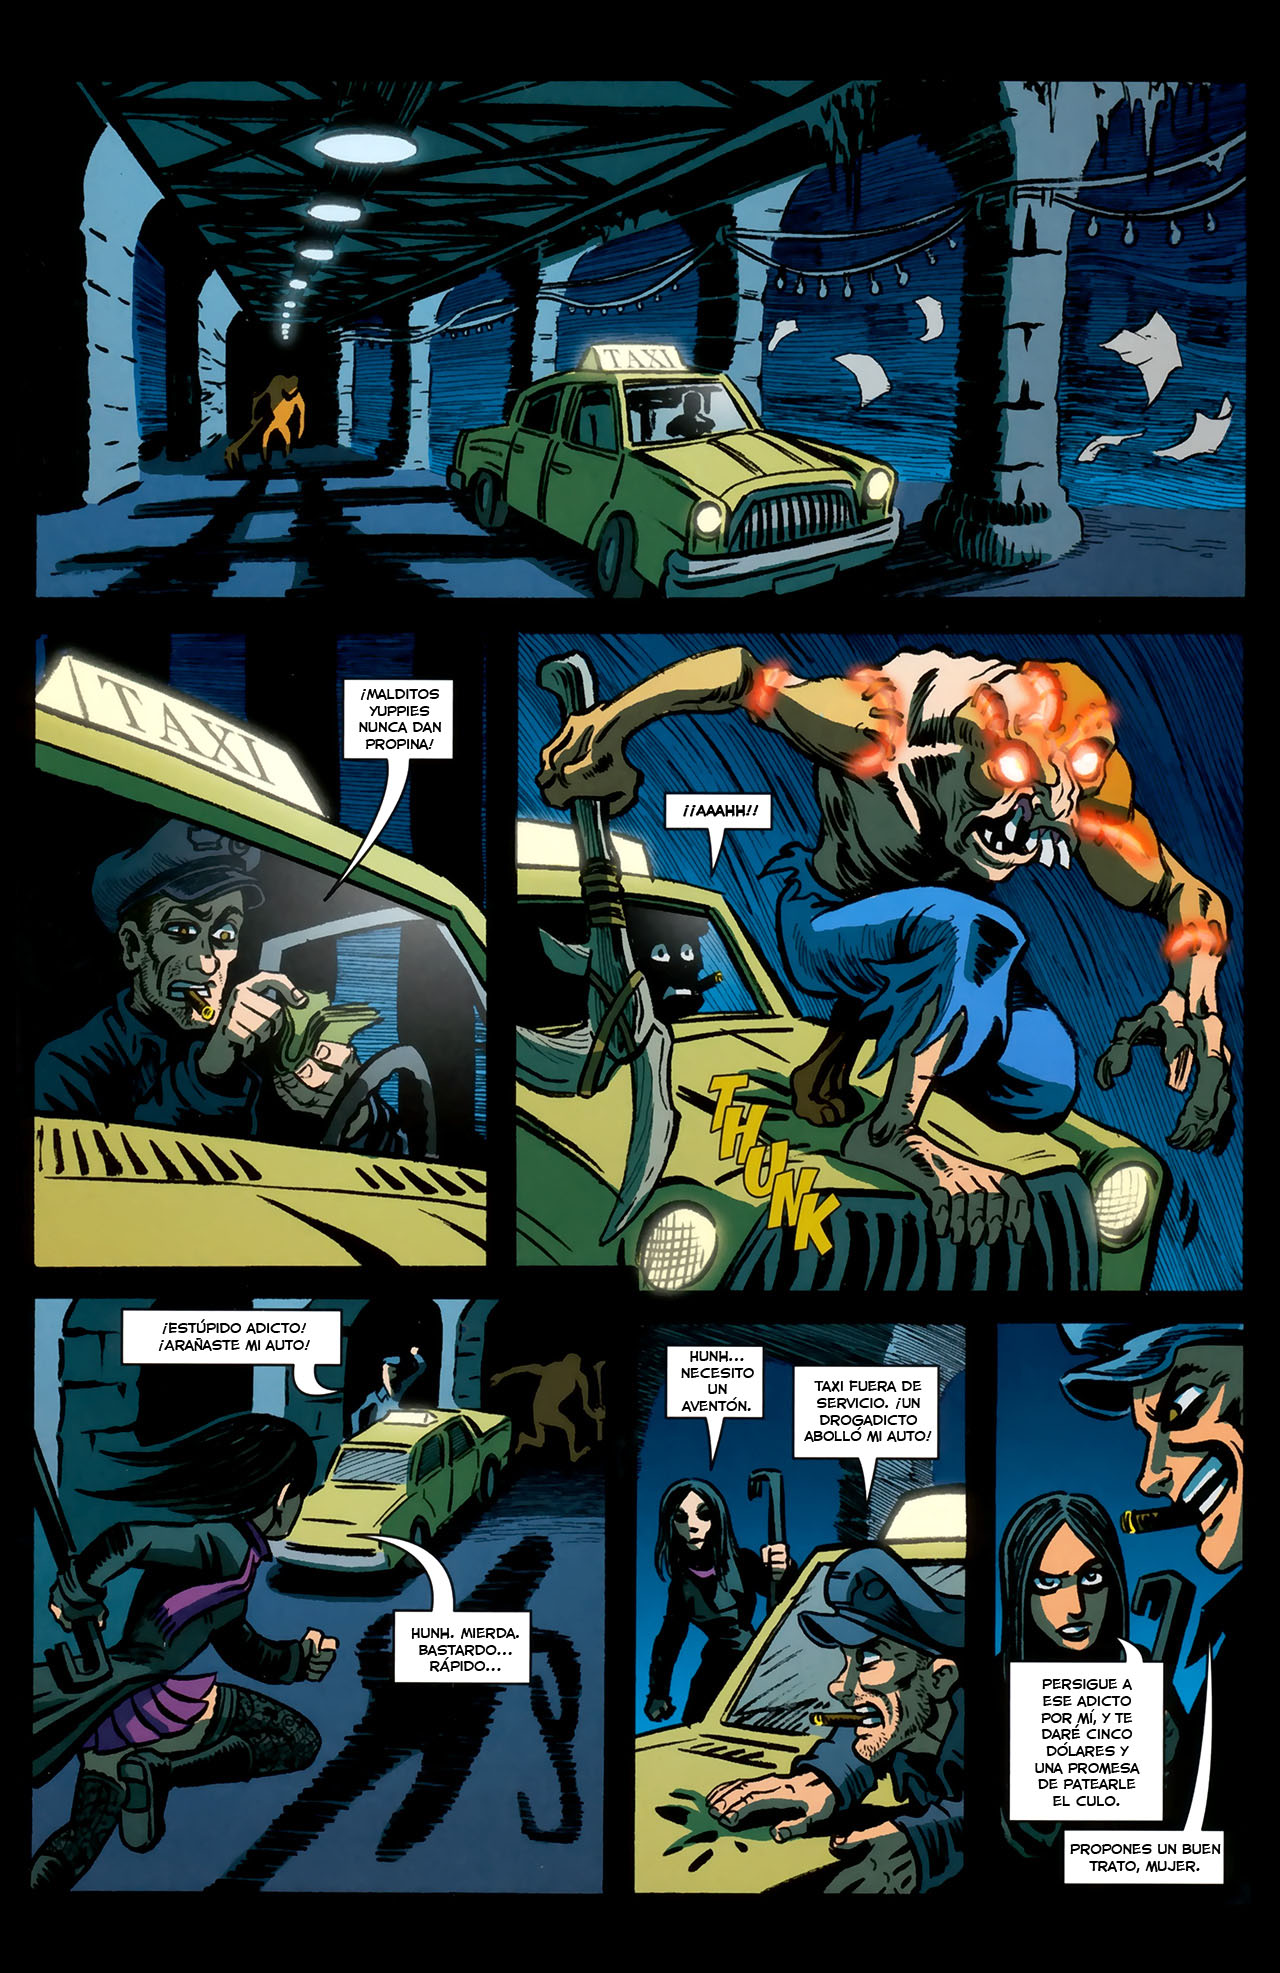 TAXI
TAXI
¡MALDITOS
YUPPIES
NUNCA DAN
PROPINA!
¡¡AAAHH!!
THUNK
¡ESTÚPIDO ADICTO!
¡ARAÑASTE MI AUTO!
HUNH. MIERDA.
BASTARDO...
RÁPIDO...
HUNH...
NECESITO
UN
AVENTÓN.
TAXI FUERA DE
SERVICIO. ¡UN
DROGADICTO
ABOLLÓ MI AUTO!
PERSIGUE A
ESE ADICTO
POR MÍ, Y TE
DARÉ CINCO
DÓLARES Y
UNA PROMESA
DE PATEARLE
EL CULO.
PROPONES UN BUEN
TRATO, MUJER.